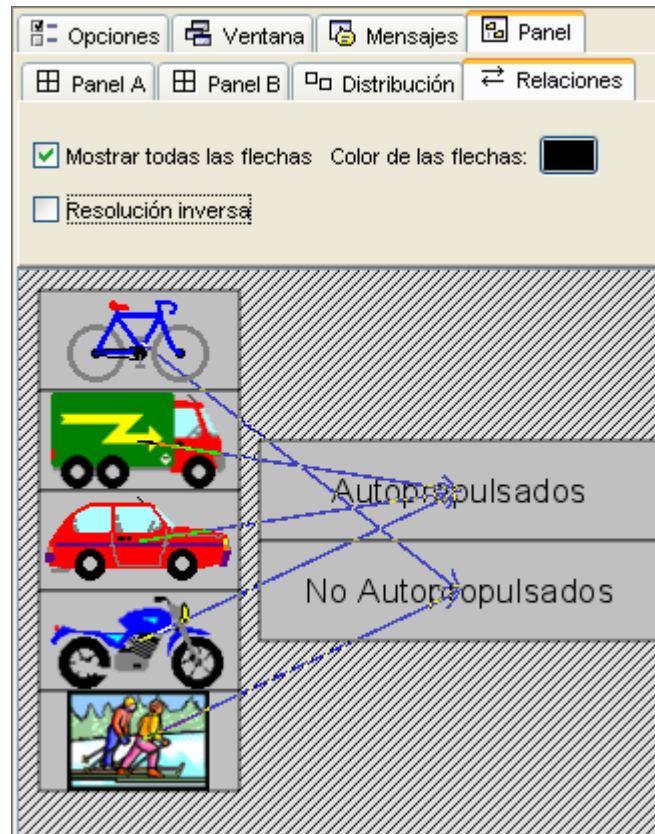 Opciones Ventana Mensajes Panel
Panel A Panel B Distribución Relaciones
Mostrar todas las flechas Color de las flechas:
Resolución inversa
Autopropulsados
No Autopropulsados